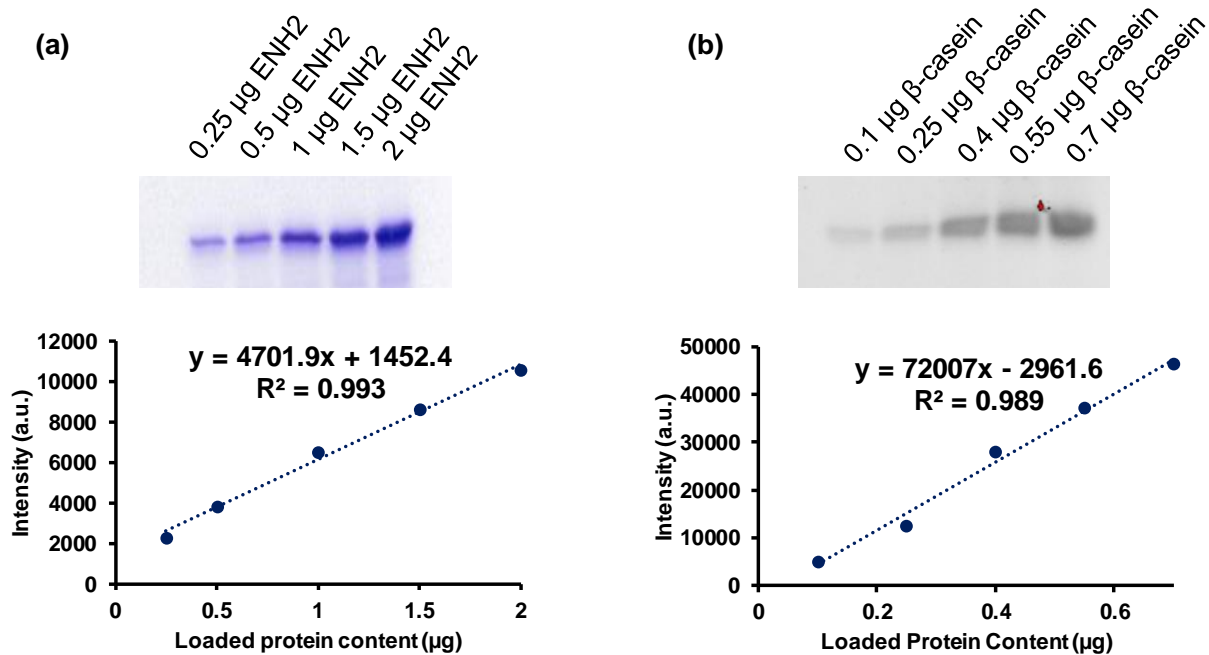 (a)
0.25 µg ENH2
0.5 µg ENH2
1 µg ENH2
1.5 µg ENH2
2 µg ENH2
12000
10000
8000
6000
4000
2000
0
Intensity (a.u.)
y = 4701.9x + 1452.4
R² = 0.993
0
0.5
1
1.5
2
Loaded protein content (µg)
(b)
0.1 µg β-casein
0.25 µg β-casein
0.4 µg β-casein
0.55 µg β-casein
0.7 µg β-casein
50000
40000
30000
20000
10000
0
Intensity (a.u.)
y = 72007x - 2961.6
R² = 0.989
0
0.2
0.4
0.6
Loaded Protein Content (µg)